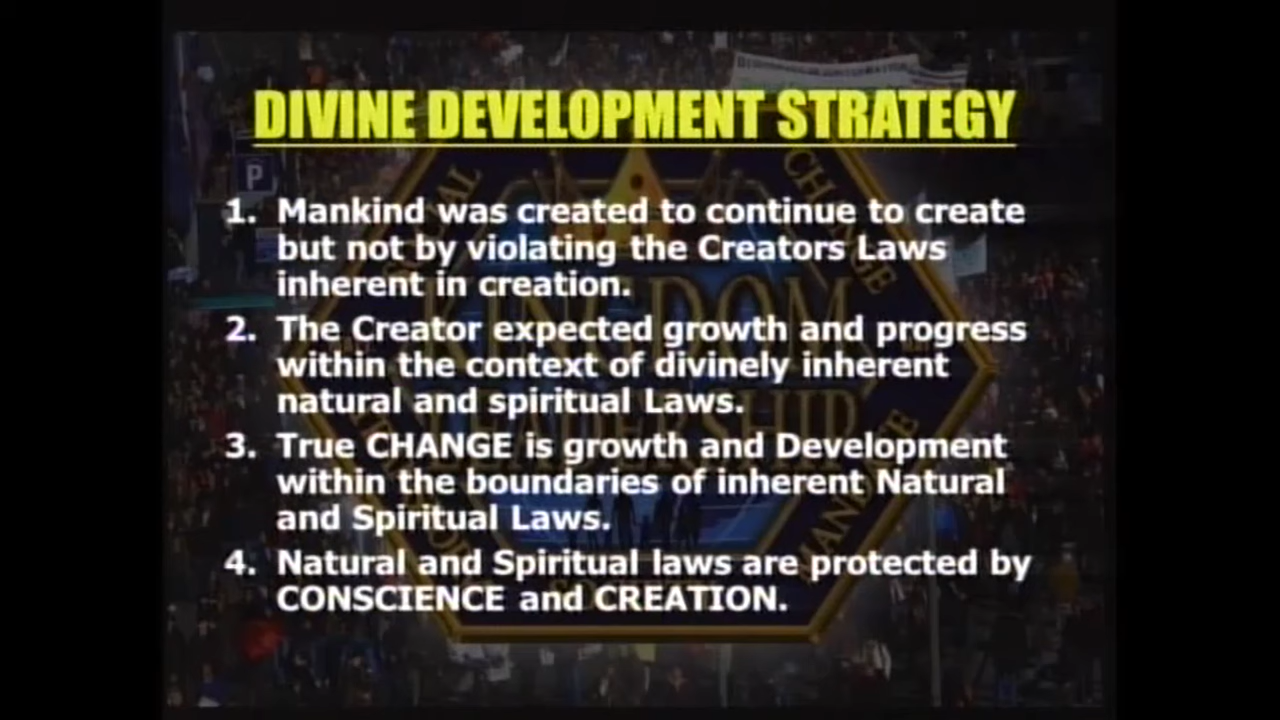 DIVINE DEVELOPMENT STRATEGY
1. Mankind was created to continue to create
but not by violating the Creators Laws
inherent in creation.
2. The Creator expected growth and progress
within the context of divinely inherent
natural and spiritual Laws.
3. True CHANGE is growth and Development
within the boundaries of inherent Natural
and Spiritual Laws.
4. Natural and Spiritual laws are protected by
CONSCIENCE and CREATION.
P
CHANGE
KINGDOM
LEADERSHIP